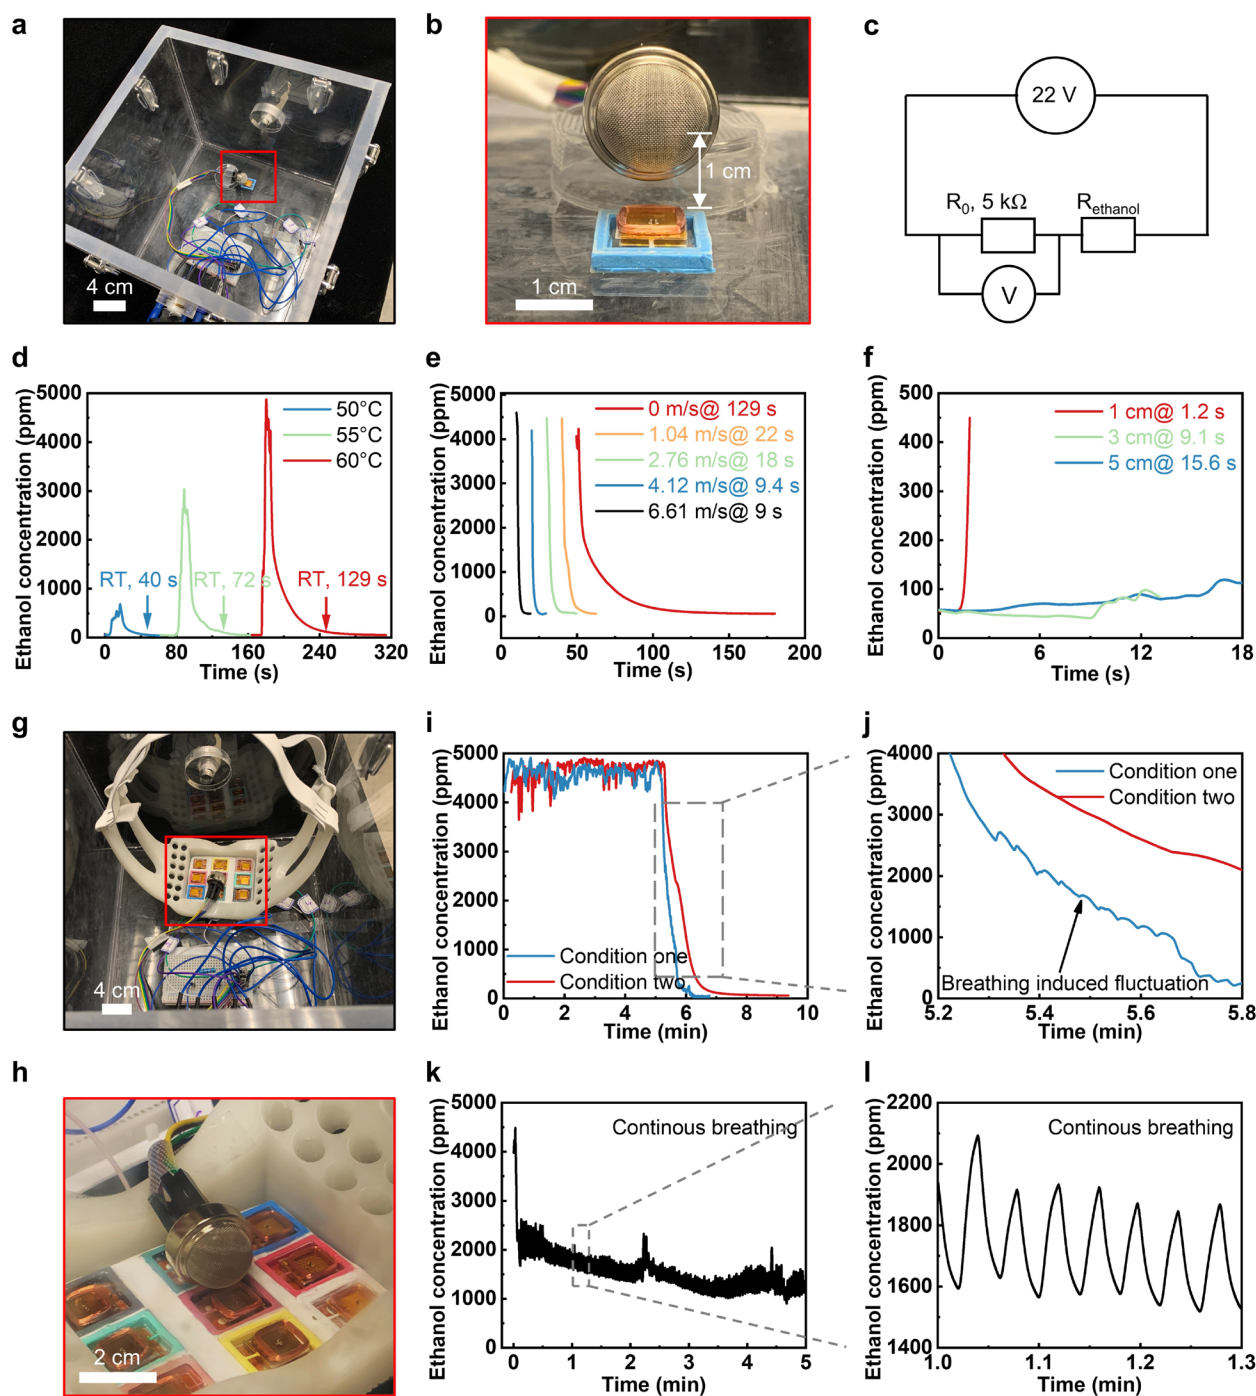 a
4 cm
b
1 cm
1 cm
c
22 V
R0, 5 kΩ
Rethanol
V
d
Ethanol concentration (ppm)
5000
4000
3000
2000
1000
0
50°C
55°C
60°C
RT, 40 s
RT, 72 s
RT, 129 s
0 80 160 240 320
Time (s)
e
Ethanol concentration (ppm)
5000
4000
3000
2000
1000
0
0 m/s@ 129 s
1.04 m/s@ 22 s
2.76 m/s@ 18 s
4.12 m/s@ 9.4 s
6.61 m/s@ 9 s
0 50 100 150 200
Time (s)
f
Ethanol concentration (ppm)
500
400
300
200
100
0
1 cm@ 1.2 s
3 cm@ 9.1 s
5 cm@ 15.6 s
0 6 12 18
Time (s)
g
4 cm
i
Ethanol concentration (ppm)
5000
4000
3000
2000
1000
0
Condition one
Condition two
0 2 4 6 8 10
Time (min)
j
Ethanol concentration (ppm)
4000
3000
2000
1000
0
Condition one
Condition two
Breathing induced fluctuation
5.2 5.4 5.6 5.8
Time (min)
h
2 cm
k
Ethanol concentration (ppm)
5000
4000
3000
2000
1000
0
Continous breathing
0 1 2 3 4 5
Time (min)
l
Ethanol concentration (ppm)
2200
2000
1800
1600
1400
Continous breathing
1.0 1.1 1.2 1.3
Time (min)